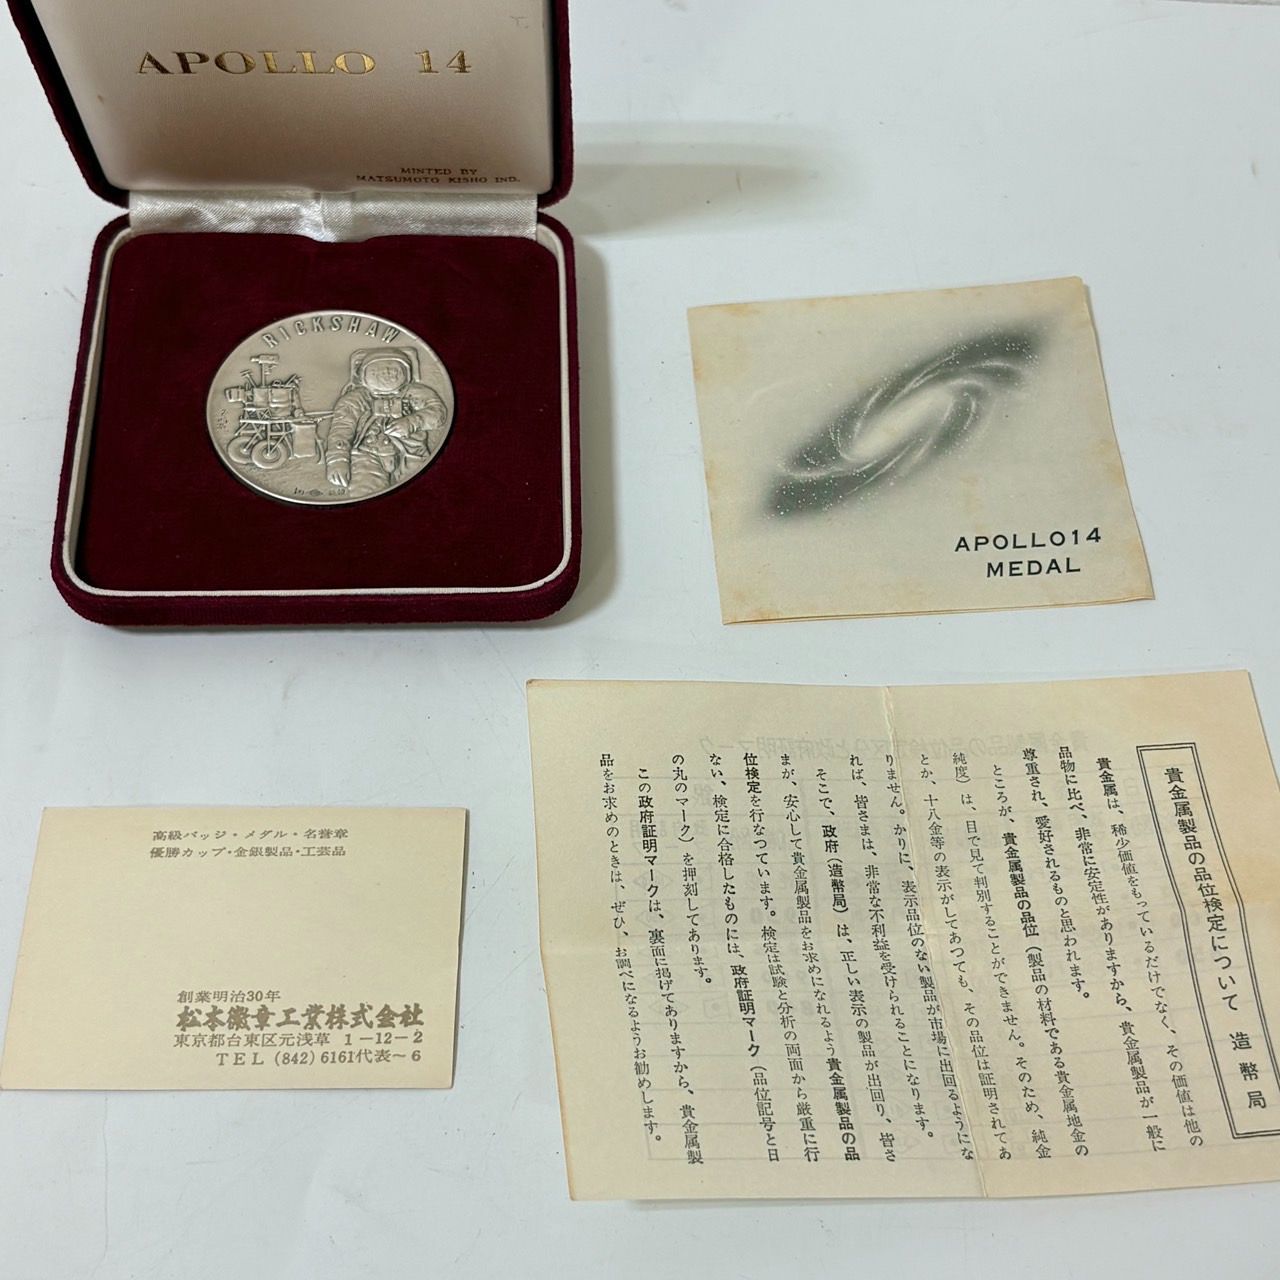 APOLLO 14
MINTED BY
MATSUMOTO KISHO IND.
RICKSHAW
APOLLO14
MEDAL
高級バッジ・メダル・名誉章
優勝カップ・金銀製品・工芸品
創業明治30年
松本徽章工業株式会社
東京都台東区元浅草 1-12-2
TEL (842) 6161代表~6
貴金属製品の品位検定について 造幣局
貴金属は、稀少価値をもっているだけでなく、その価値は他の
品物に比べ、非常に安定性がありますから、貴金属製品が一般に
尊重され、愛好されるものと思われます。
ところが、貴金属製品の品位(製品の材料である貴金属地金の
純度)は、目で見て判別することができません。そのため、純金
とか、十八金等の表示がしてあつても、その品位は証明されてあ
りません。かりに、表示品位のない製品が市場に出回るようにな
れば、皆さまは、非常な不利益を受けられることになります。
そこで、政府(造幣局)は、正しい表示の製品が出回り、皆さ
まが、安心して貴金属製品をお求めになれるよう貴金属製品の品
位検定を行なつています。検定は試験と分析の両面から厳重に行
ない、検定に合格したものには、政府証明マーク(品位記号と日
の丸のマーク)を押刻してあります。
この政府証明マークは、裏面に掲げてありますから、貴金属製
品をお求めのときは、ぜひ、お調べになるようお勧めします。